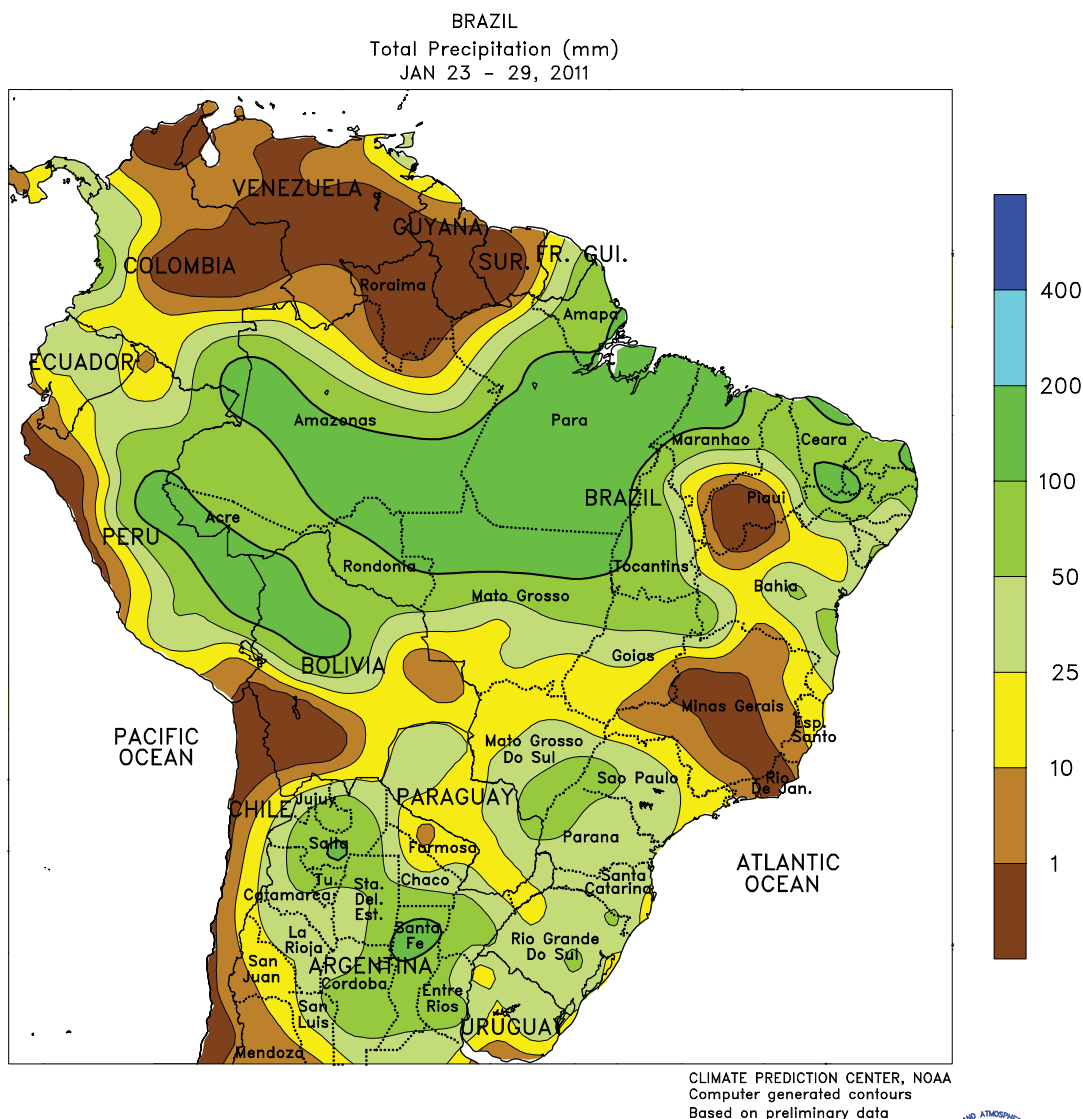 BRAZIL
Total Precipitation (mm)
JAN 23 - 29, 2011
VENEZUELA
GUYANA
COLOMBIA
SUR.
FR. GUI.
Roraima
Amapa
ECUADOR
Amazonas
Para
Maranhao
Ceara
BRAZIL
Piaui
PERU
Acre
Rondonia
Tocantins
Mato Grosso
Bahia
BOLIVIA
Goias
Minas Gerais
PACIFIC
OCEAN
Mato Grosso
Do Sul
Esp.
Santo
Sao Paulo
Rio
De Jan.
CHILE
Jujuy
PARAGUAY
Salta
Formosa
Parana
ATLANTIC
OCEAN
Tu.
Catamarca
Sta.
Del.
Est.
Chaco
Santa
Catarina
La
Rioja
Santa
Fe
Rio Grande
Do Sul
San
Juan
ARGENTINA
Cordoba
San
Luis
Entre
Rios
URUGUAY
Mendoza
400
200
100
50
25
10
1
CLIMATE PREDICTION CENTER, NOAA
Computer generated contours
Based on preliminary data
AND ATMOSPHE